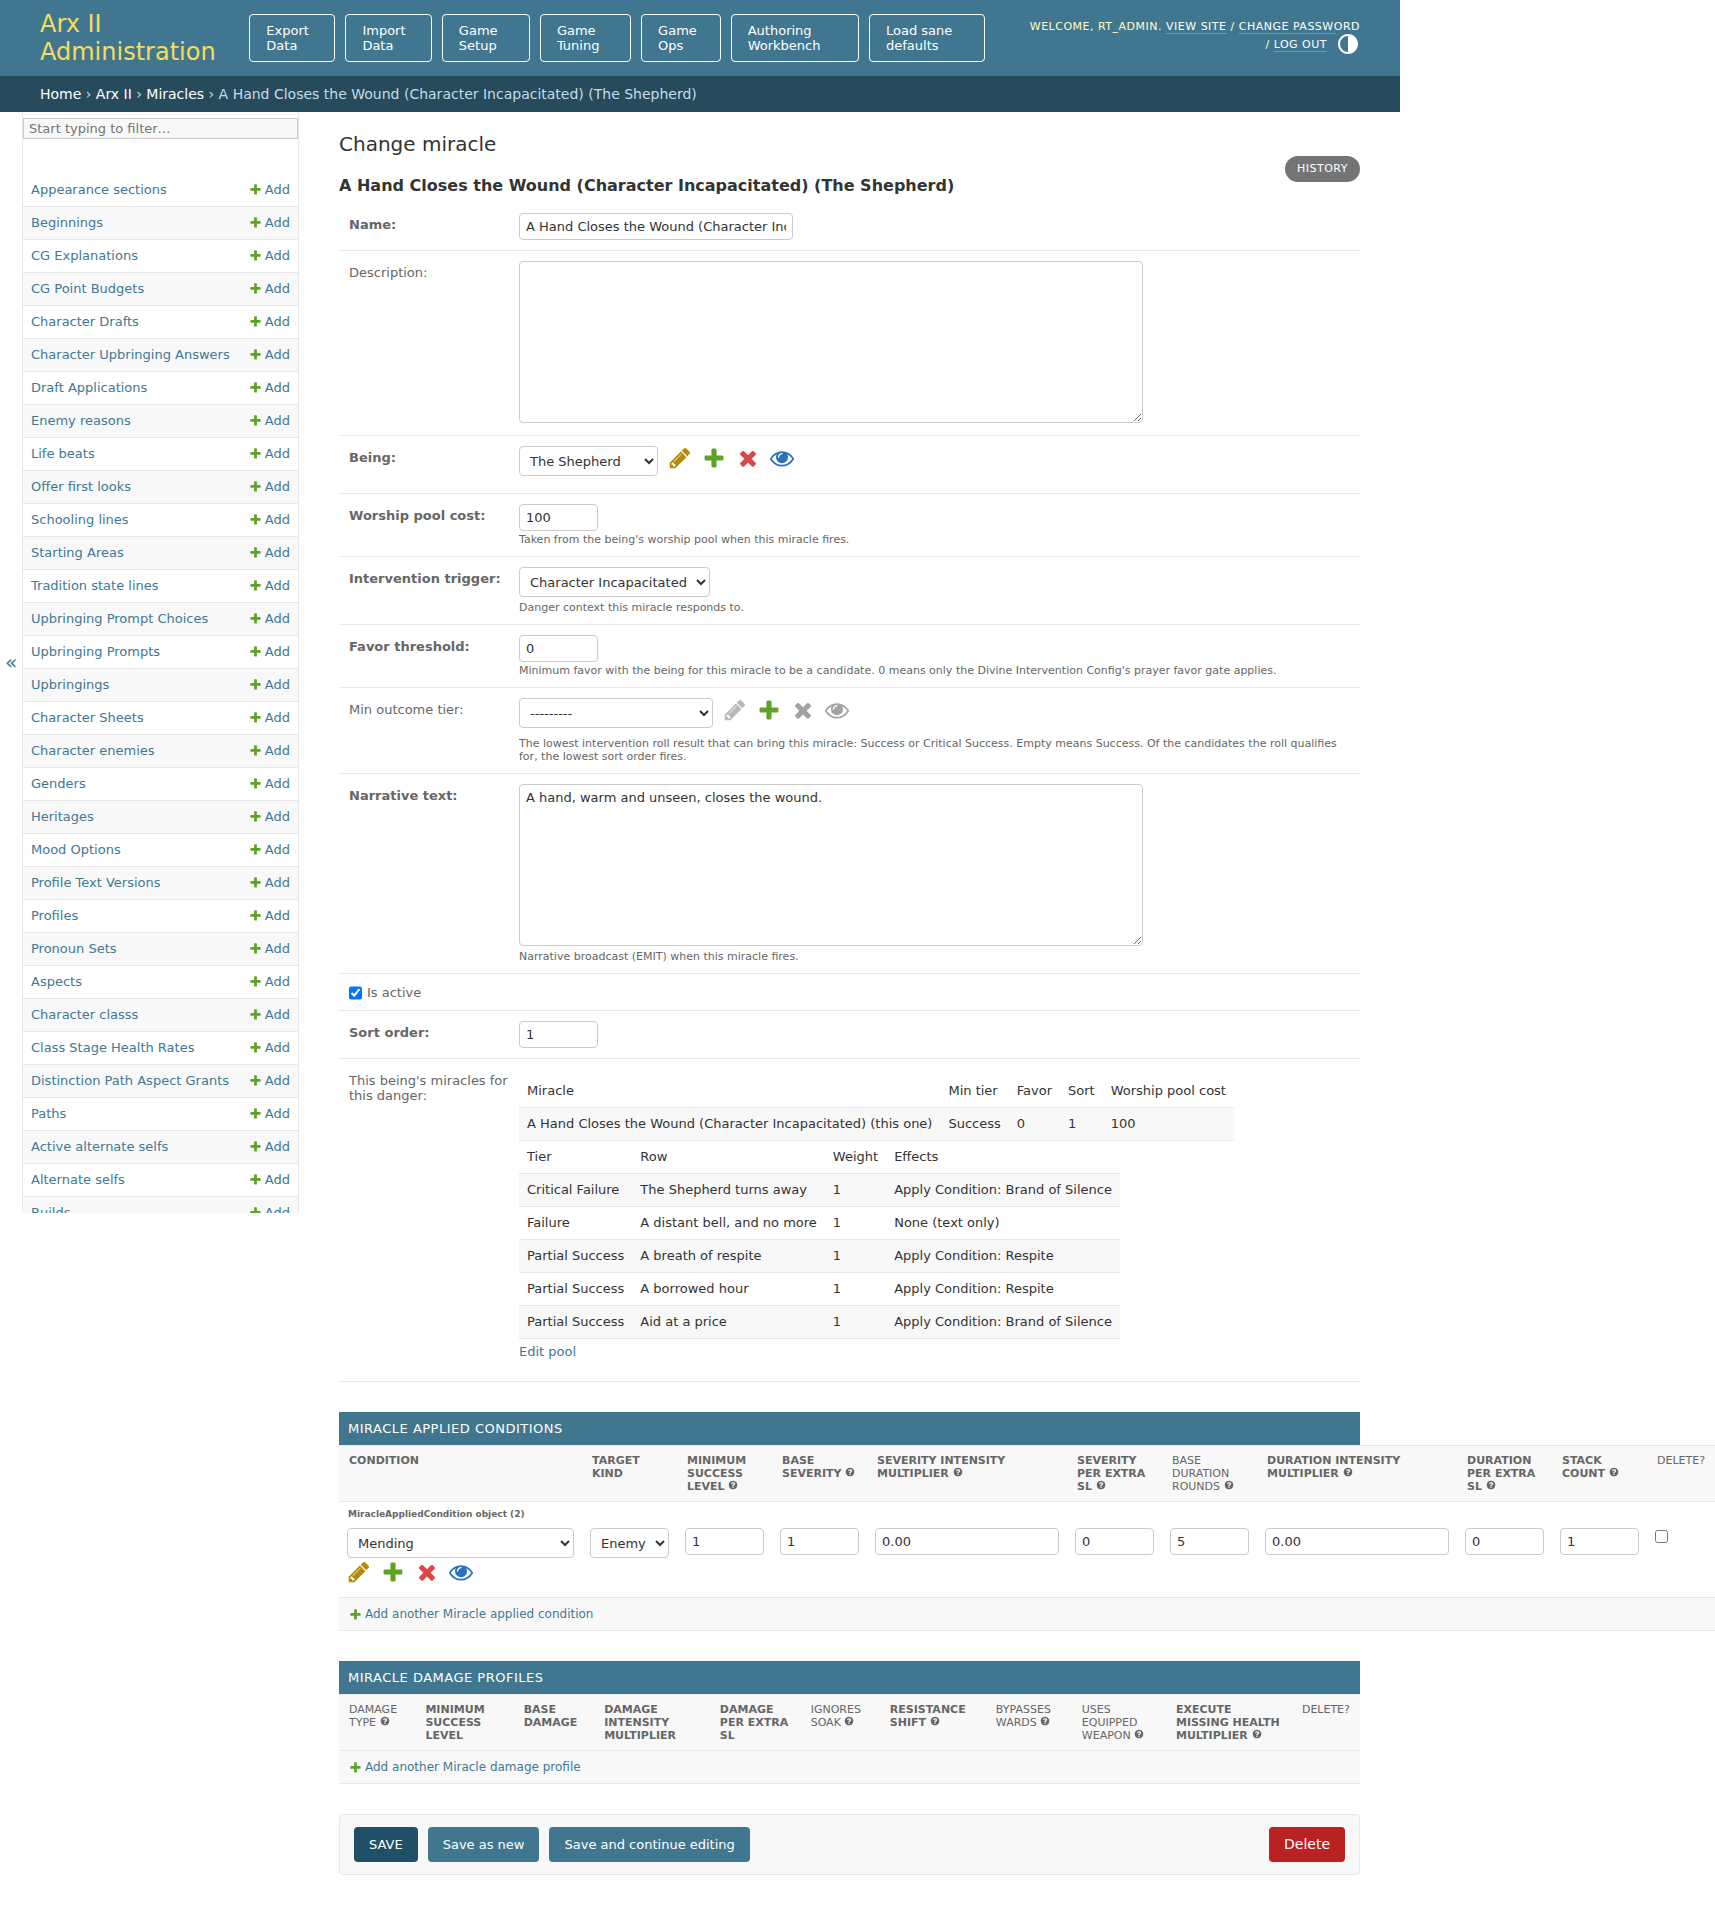 Arx II Administration
Export Data
Import Data
Game Setup
Game Tuning
Game Ops
Authoring Workbench
Load sane defaults
WELCOME, RT_ADMIN. VIEW SITE / CHANGE PASSWORD
/ LOG OUT
Home › Arx II › Miracles › A Hand Closes the Wound (Character Incapacitated) (The Shepherd)
Start typing to filter…
Appearance sections Add
Beginnings Add
CG Explanations Add
CG Point Budgets Add
Character Drafts Add
Character Upbringing Answers Add
Draft Applications Add
Enemy reasons Add
Life beats Add
Offer first looks Add
Schooling lines Add
Starting Areas Add
Tradition state lines Add
Upbringing Prompt Choices Add
Upbringing Prompts Add
Upbringings Add
Character Sheets Add
Character enemies Add
Genders Add
Heritages Add
Mood Options Add
Profile Text Versions Add
Profiles Add
Pronoun Sets Add
Aspects Add
Character classs Add
Class Stage Health Rates Add
Distinction Path Aspect Grants Add
Paths Add
Active alternate selfs Add
Alternate selfs Add
Builds Add
«
Change miracle
HISTORY
A Hand Closes the Wound (Character Incapacitated) (The Shepherd)
Name: A Hand Closes the Wound (Character Inc
Description:
Being: The Shepherd
Worship pool cost: 100
Taken from the being's worship pool when this miracle fires.
Intervention trigger: Character Incapacitated
Danger context this miracle responds to.
Favor threshold: 0
Minimum favor with the being for this miracle to be a candidate. 0 means only the Divine Intervention Config's prayer favor gate applies.
Min outcome tier: ---------
The lowest intervention roll result that can bring this miracle: Success or Critical Success. Empty means Success. Of the candidates the roll qualifies
for, the lowest sort order fires.
Narrative text: A hand, warm and unseen, closes the wound.
Narrative broadcast (EMIT) when this miracle fires.
Is active
Sort order: 1
This being's miracles for this danger:
Miracle Min tier Favor Sort Worship pool cost
A Hand Closes the Wound (Character Incapacitated) (this one) Success 0 1 100
Tier Row Weight Effects
Critical Failure The Shepherd turns away 1 Apply Condition: Brand of Silence
Failure A distant bell, and no more 1 None (text only)
Partial Success A breath of respite 1 Apply Condition: Respite
Partial Success A borrowed hour 1 Apply Condition: Respite
Partial Success Aid at a price 1 Apply Condition: Brand of Silence
Edit pool
MIRACLE APPLIED CONDITIONS
CONDITION TARGET KIND MINIMUM SUCCESS LEVEL BASE SEVERITY SEVERITY INTENSITY MULTIPLIER SEVERITY PER EXTRA SL BASE DURATION ROUNDS DURATION INTENSITY MULTIPLIER DURATION PER EXTRA SL STACK COUNT DELETE?
MiracleAppliedCondition object (2)
Mending Enemy 1 1 0.00 0 5 0.00 0 1
Add another Miracle applied condition
MIRACLE DAMAGE PROFILES
DAMAGE TYPE MINIMUM SUCCESS LEVEL BASE DAMAGE DAMAGE INTENSITY MULTIPLIER DAMAGE PER EXTRA SL IGNORES SOAK RESISTANCE SHIFT BYPASSES WARDS USES EQUIPPED WEAPON EXECUTE MISSING HEALTH MULTIPLIER DELETE?
Add another Miracle damage profile
SAVE Save as new Save and continue editing Delete